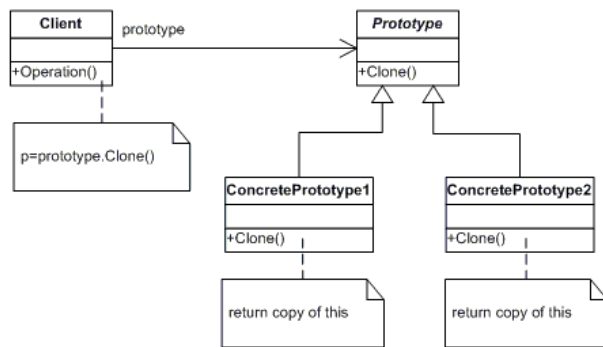 Client
prototype
Prototype
+Operation()
+Clone()
p=prototype.Clone()
ConcretePrototype1
ConcretePrototype2
+Clone()
+Clone()
return copy of this
return copy of this